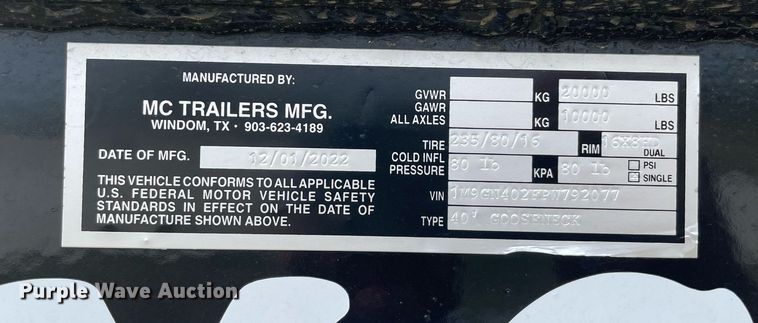 MANUFACTURED BY:
MC TRAILERS MFG.
WINDOM, TX • 903-623-4189
DATE OF MFG. 12/01/2022
THIS VEHICLE CONFORMS TO ALL APPLICABLE
U.S. FEDERAL MOTOR VEHICLE SAFETY
STANDARDS IN EFFECT ON THE DATE OF
MANUFACTURE SHOWN ABOVE.
GVWR KG 20000 LBS
GAWR
ALL AXLES KG 10000 LBS
TIRE 235/80/16 RIM 16X8HD DUAL
COLD INFL
PRESSURE 80 lb KPA 80 lb PSI
SINGLE
VIN
TYPE 40' GOOSENECK
Purple Wave Auction